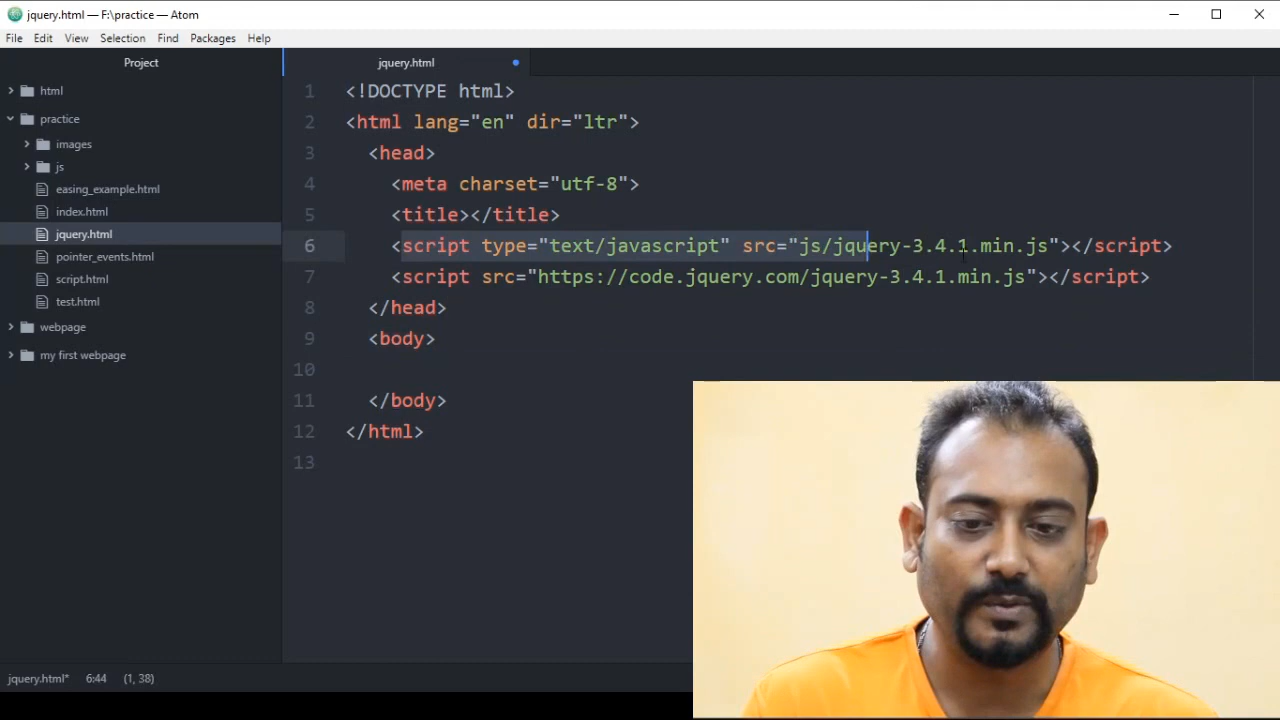 jquery.html — F:\practice — Atom
File Edit View Selection Find Packages Help
Project
html
practice
images
js
easing_example.html
index.html
jquery.html
pointer_events.html
script.html
test.html
webpage
my first webpage
jquery.html
1 <!DOCTYPE html>
2 <html lang="en" dir="ltr">
3 <head>
4 <meta charset="utf-8">
5 <title></title>
6 <script type="text/javascript" src="js/jquery-3.4.1.min.js"></script>
7 <script src="https://code.jquery.com/jquery-3.4.1.min.js"></script>
8 </head>
9 <body>
10
11 </body>
12 </html>
13
jquery.html* 6:44 (1, 38)